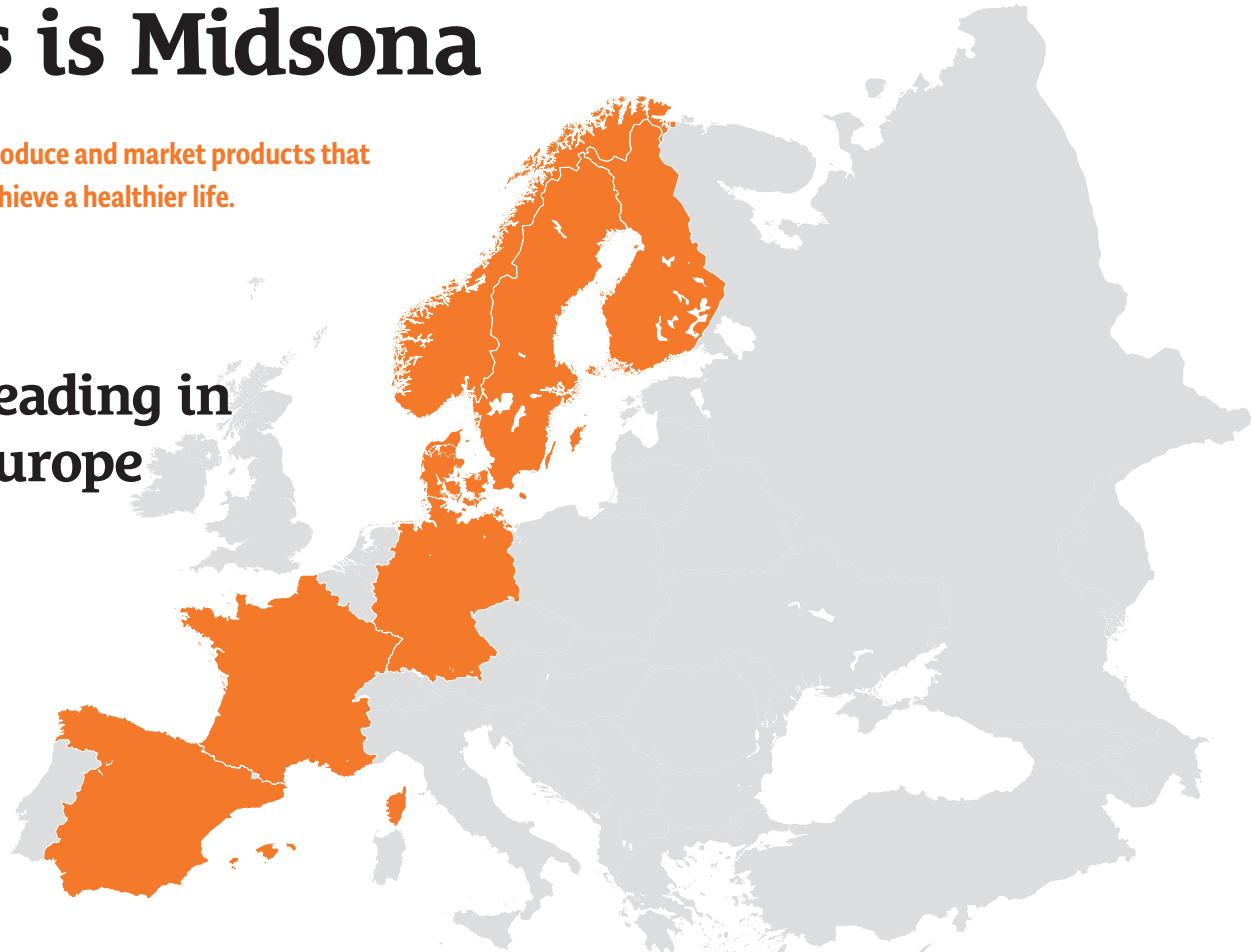 s is Midsona
oduce and market products that
hieve a healthier life.
eading in
urope